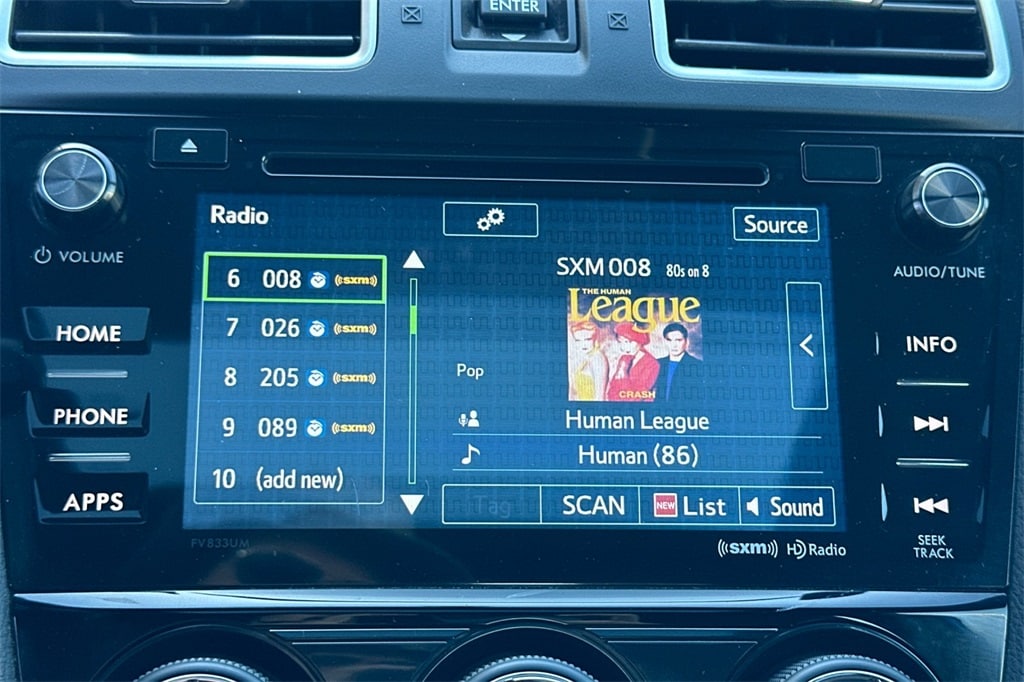 ENTER
VOLUME
HOME
PHONE
APPS
Radio
Source
6 008 sxm
7 026 sxm
8 205 sxm
9 089 sxm
10 (add new)
SXM 008 80s on 8
THE HUMAN
League
CRASH
Pop
Human League
Human (86)
Tag SCAN NEW List Sound
FV833UM
sxm HD Radio
AUDIO/TUNE
INFO
SEEK
TRACK